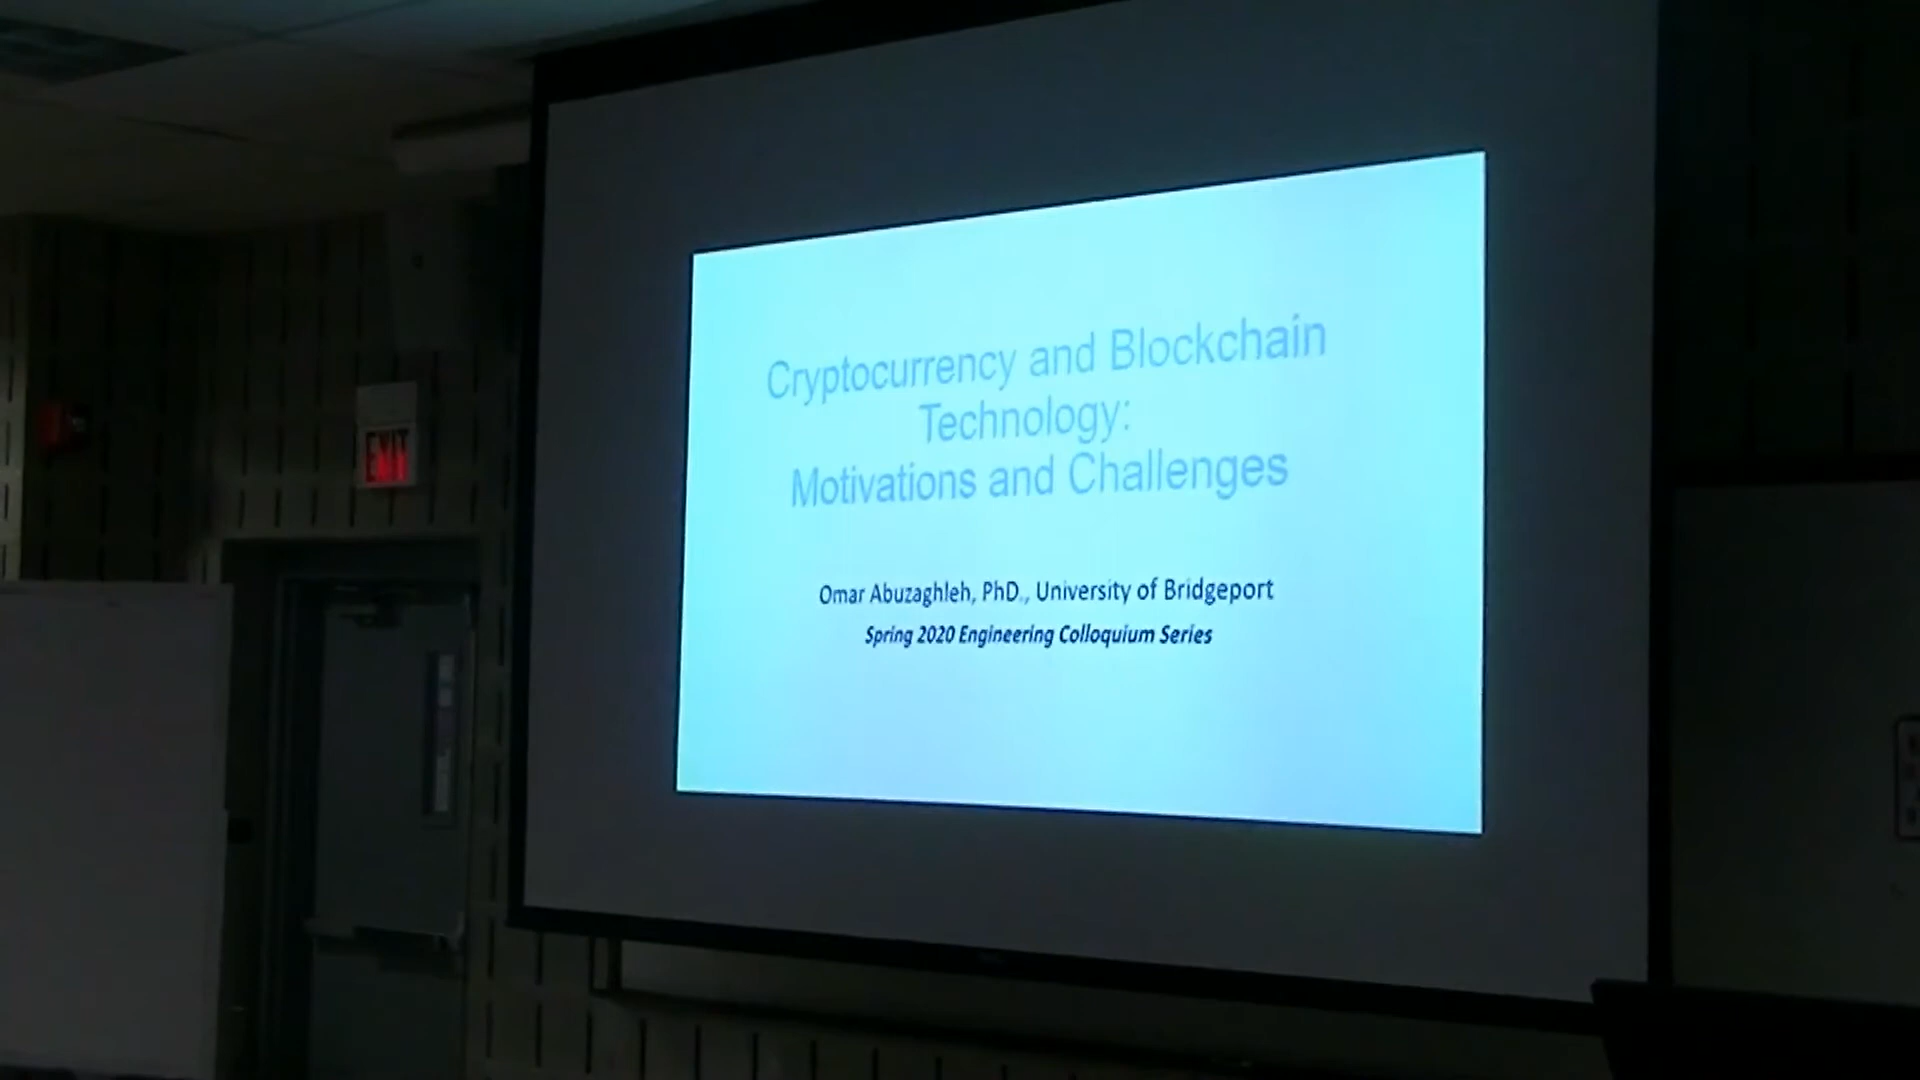 Cryptocurrency and Blockchain
Technology:
Motivations and Challenges
Omar Abuzaghleh, PhD., University of Bridgeport
Spring 2020 Engineering Colloquium Series
EXIT